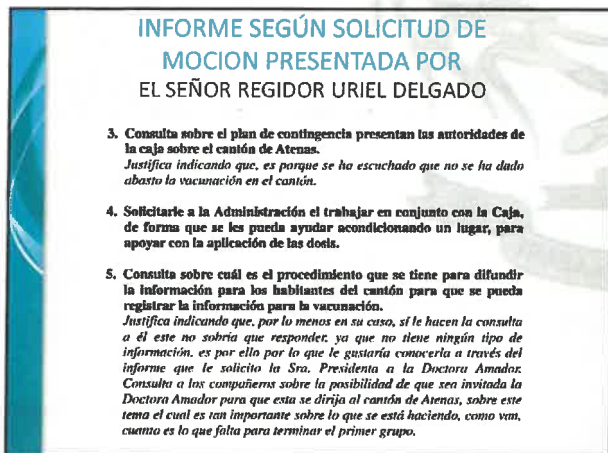 INFORME SEGÚN SOLICITUD DE
MOCION PRESENTADA POR
EL SEÑOR REGIDOR URIEL DELGADO
3. Consulta sobre el plan de contingencia presentan las autoridades de
la caja sobre el cantón de Atenas.
Justifica indicando que, es porque se ha escuchado que no se ha dado
abasto la vacunación en el cantón.
4. Solicitarle a la Administración el trabajar en conjunto con la Caja,
de forma que se les pueda ayudar acondicionando un lugar, para
apoyar con la aplicación de las dosis.
5. Consulta sobre cuál es el procedimiento que se tiene para difundir
la información para los habitantes del cantón para que se pueda
registrar la información para la vacunación.
Justifica indicando que, por lo menos en su caso, sí le hacen la consulta
a él este no sabría que responder, ya que no tiene ningún tipo de
información, es por ello por lo que le gustaría conocerla a través del
informe que le solicito la Sra. Presidenta a la Doctora Amador.
Consulta a los compañeros sobre la posibilidad de que sea invitada la
Doctora Amador para que esta se dirija al cantón de Atenas, sobre este
tema el cual es tan importante sobre lo que se está haciendo, como van,
cuanto es lo que falta para terminar el primer grupo.